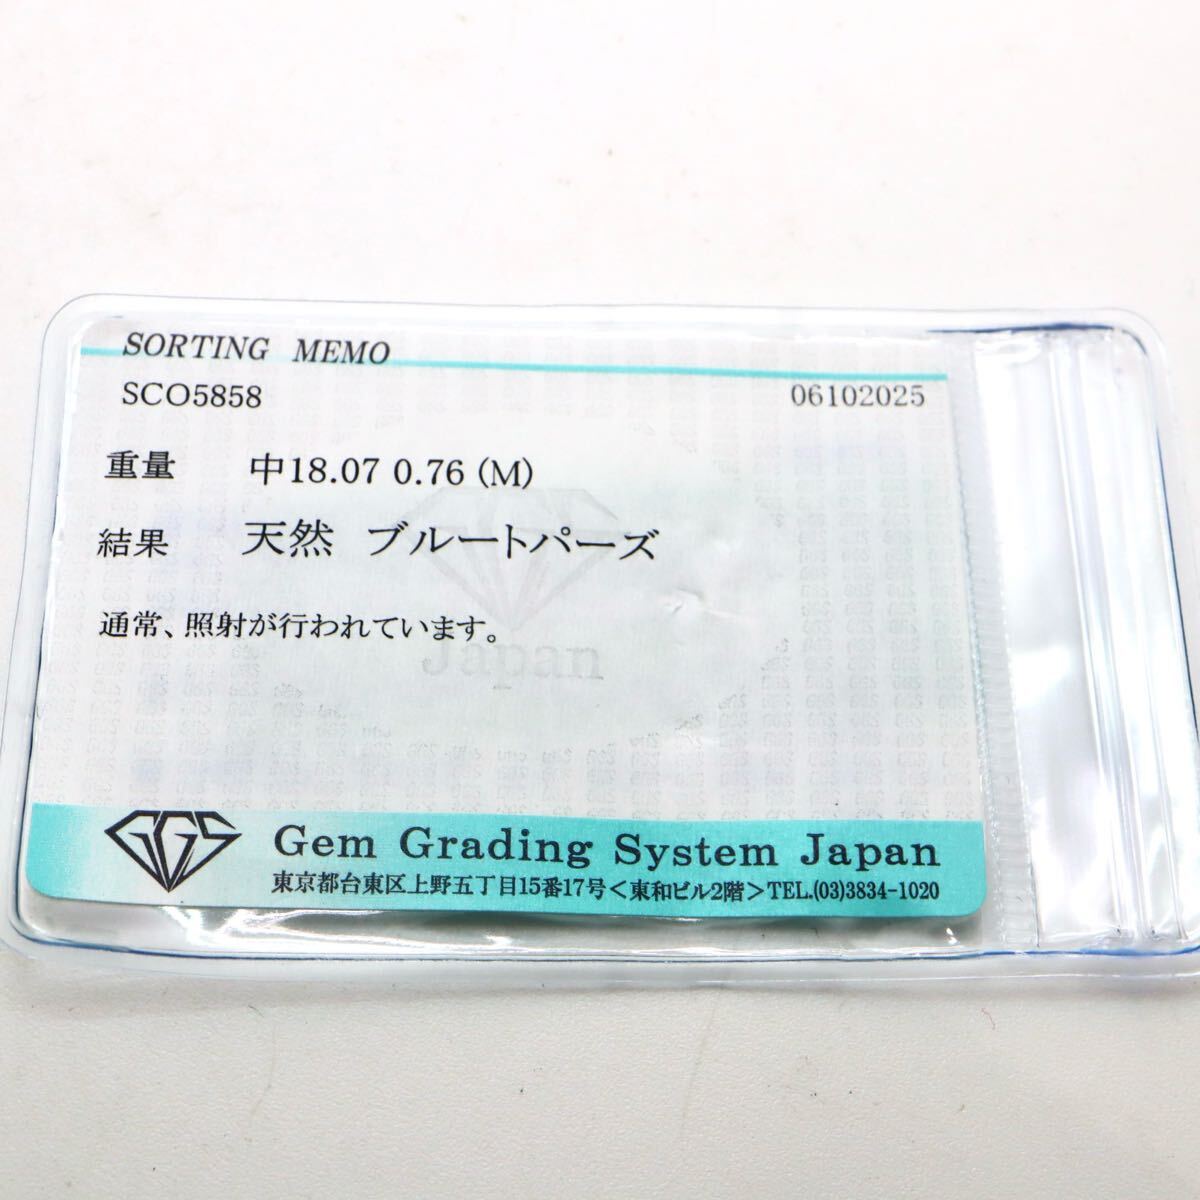 SORTING MEMO
SCO5858 06102025
重量 中18.07 0.76 (M)
結果 天然 ブルートパーズ
通常、照射が行われています。
Japan
GGS Gem Grading System Japan
東京都台東区上野五丁目15番17号＜東和ビル2階＞TEL.(03)3834-1020